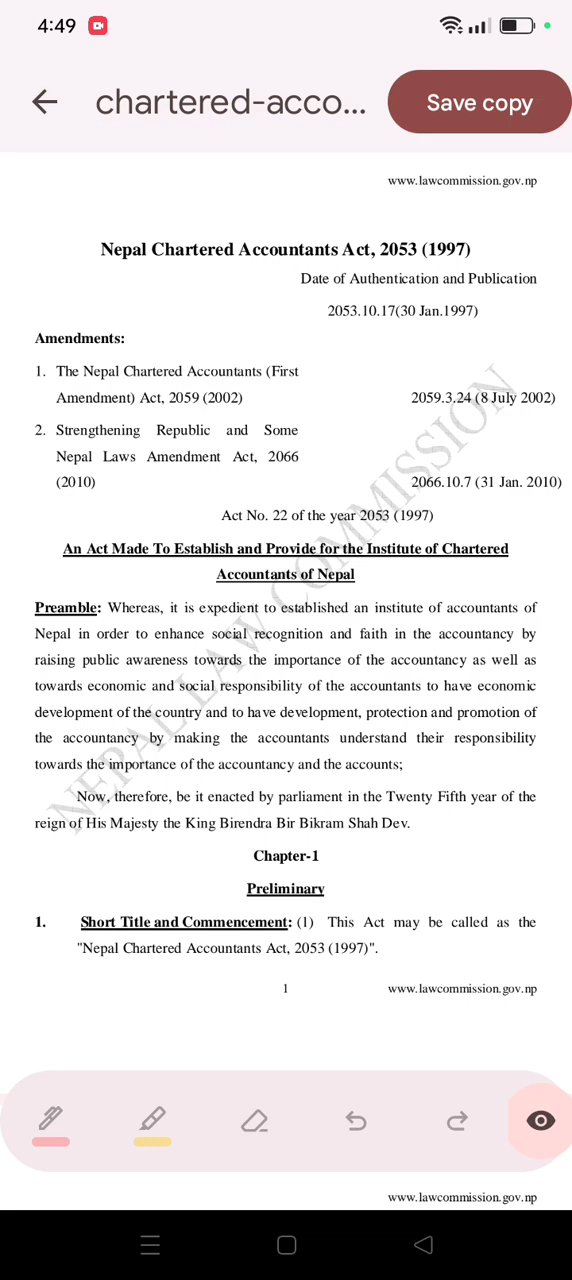 4:49
chartered-acco...
Save copy
www.lawcommission.gov.np
Nepal Chartered Accountants Act, 2053 (1997)
Date of Authentication and Publication
2053.10.17(30 Jan.1997)
Amendments:
1. The Nepal Chartered Accountants (First
Amendment) Act, 2059 (2002) 2059.3.24 (8 July 2002)
2. Strengthening Republic and Some
Nepal Laws Amendment Act, 2066
(2010) 2066.10.7 (31 Jan. 2010)
Act No. 22 of the year 2053 (1997)
An Act Made To Establish and Provide for the Institute of Chartered
Accountants of Nepal
Preamble: Whereas, it is expedient to established an institute of accountants of
Nepal in order to enhance social recognition and faith in the accountancy by
raising public awareness towards the importance of the accountancy as well as
towards economic and social responsibility of the accountants to have economic
development of the country and to have development, protection and promotion of
the accountancy by making the accountants understand their responsibility
towards the importance of the accountancy and the accounts;
Now, therefore, be it enacted by parliament in the Twenty Fifth year of the
reign of His Majesty the King Birendra Bir Bikram Shah Dev.
Chapter-1
Preliminary
1. Short Title and Commencement: (1) This Act may be called as the
"Nepal Chartered Accountants Act, 2053 (1997)".
1 www.lawcommission.gov.np
www.lawcommission.gov.np
NEPAL LAW COMMISSION